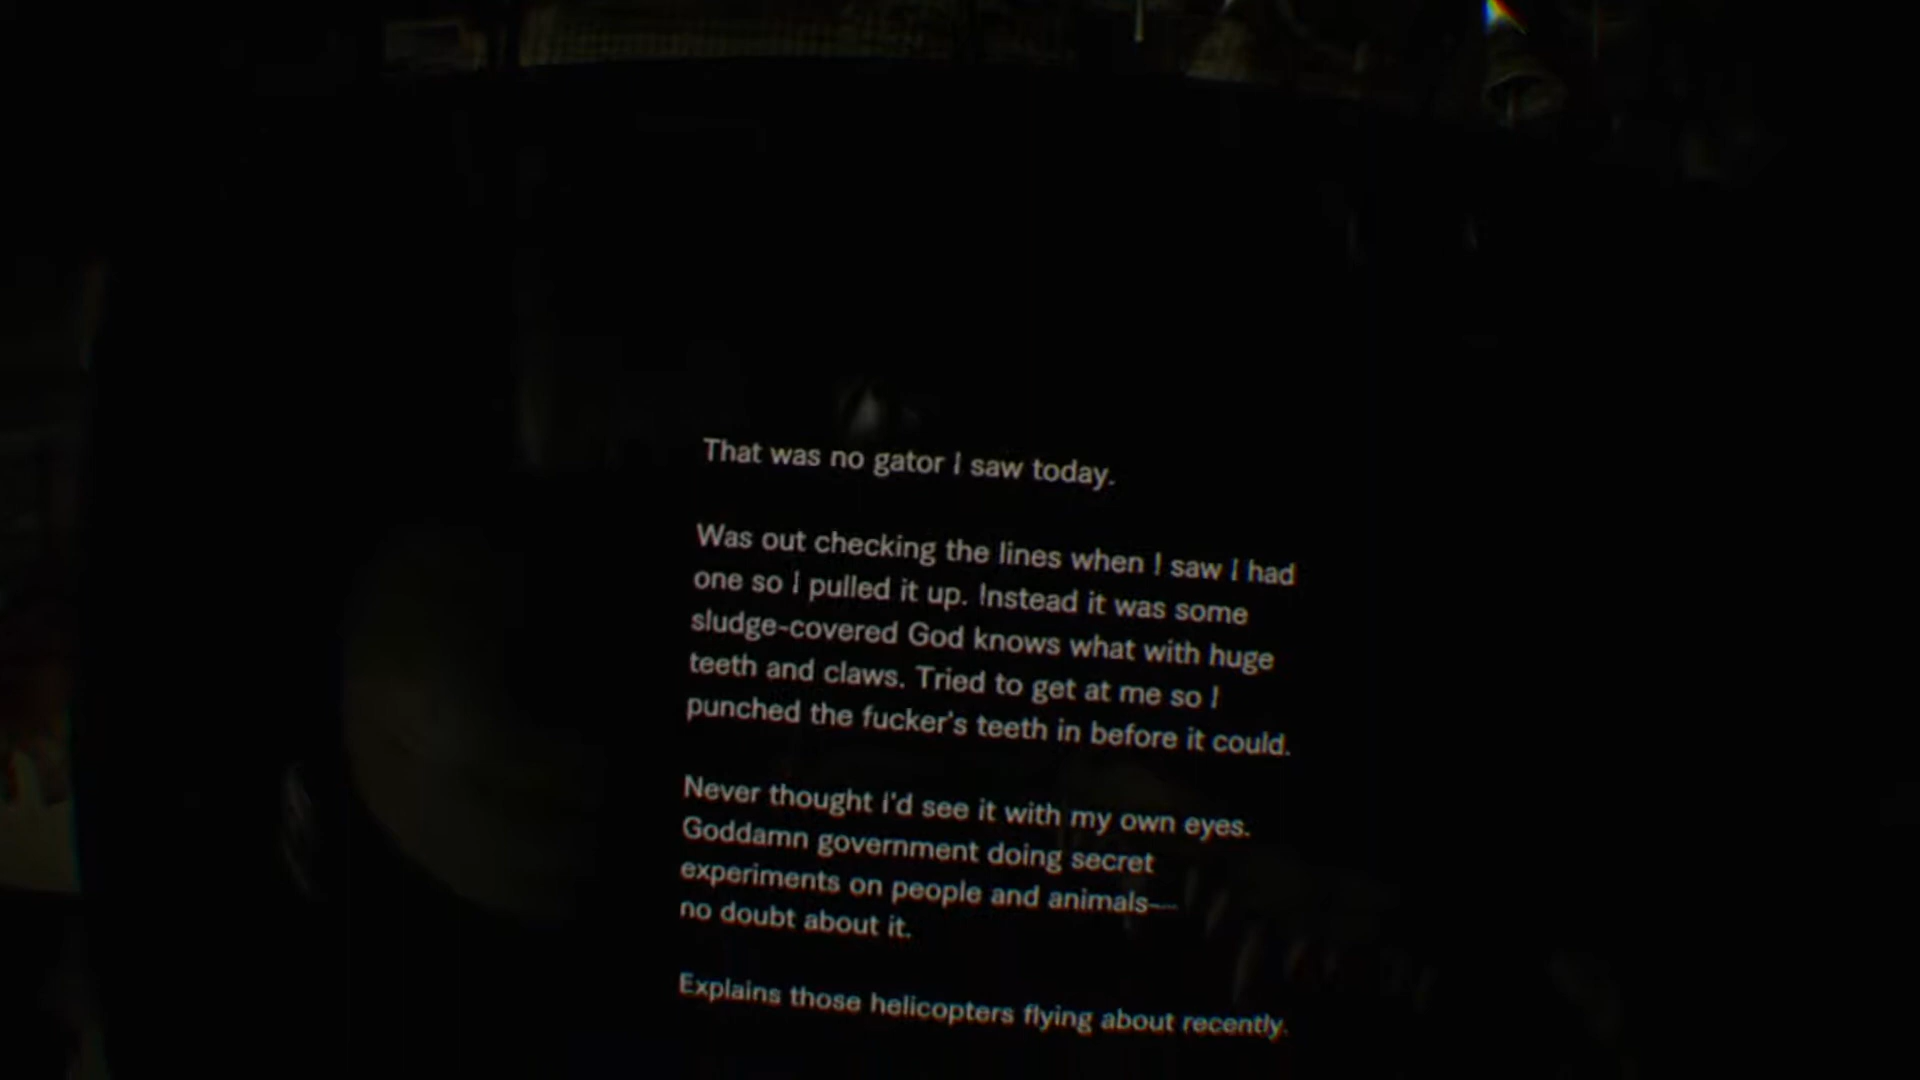 That was no gator I saw today.
Was out checking the lines when I saw I had
one so I pulled it up. Instead it was some
sludge-covered God knows what with huge
teeth and claws. Tried to get at me so I
punched the fucker's teeth in before it could.
Never thought I'd see it with my own eyes.
Goddamn government doing secret
experiments on people and animals—
no doubt about it.
Explains those helicopters flying about recently.